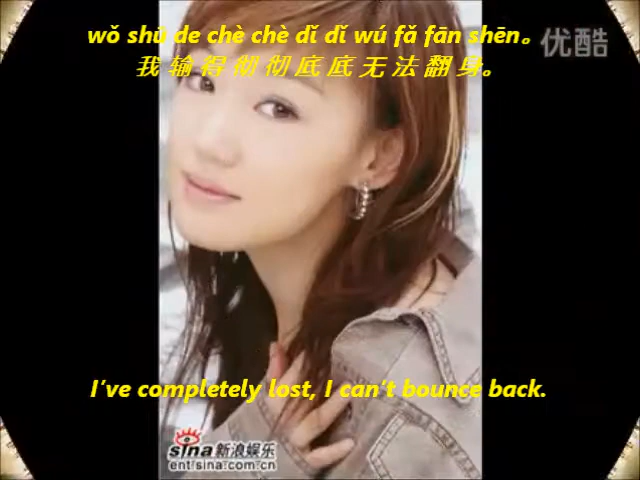 wǒ shū de chè chè dǐ dǐ wú fǎ fān shēn。
优酷
我 输 得 彻 彻 底 底 无 法 翻 身。
I've completely lost, I can't bounce back.
sina新浪娱乐
ent.sina.com.cn